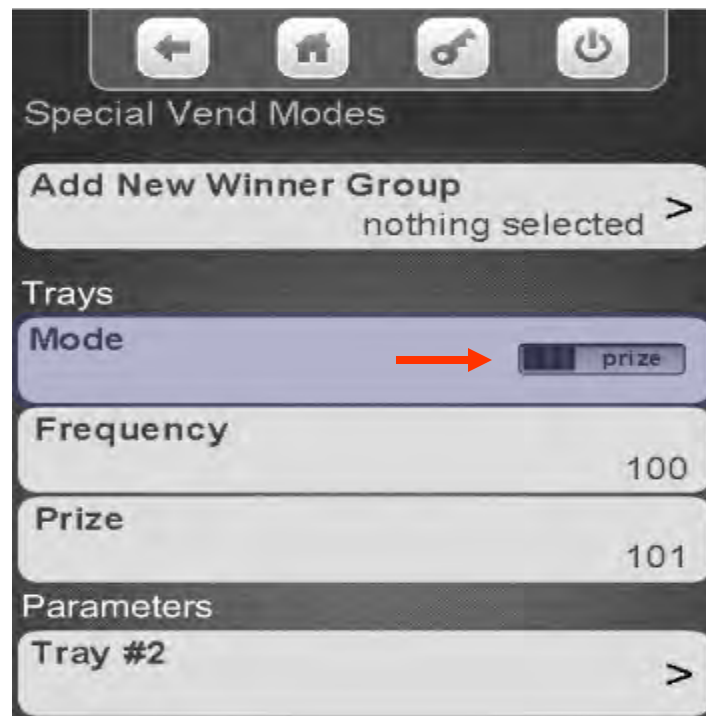 Special Vend Modes
Add New Winner Group
nothing selected >
Trays
Mode
prize
Frequency
100
Prize
101
Parameters
Tray #2
>